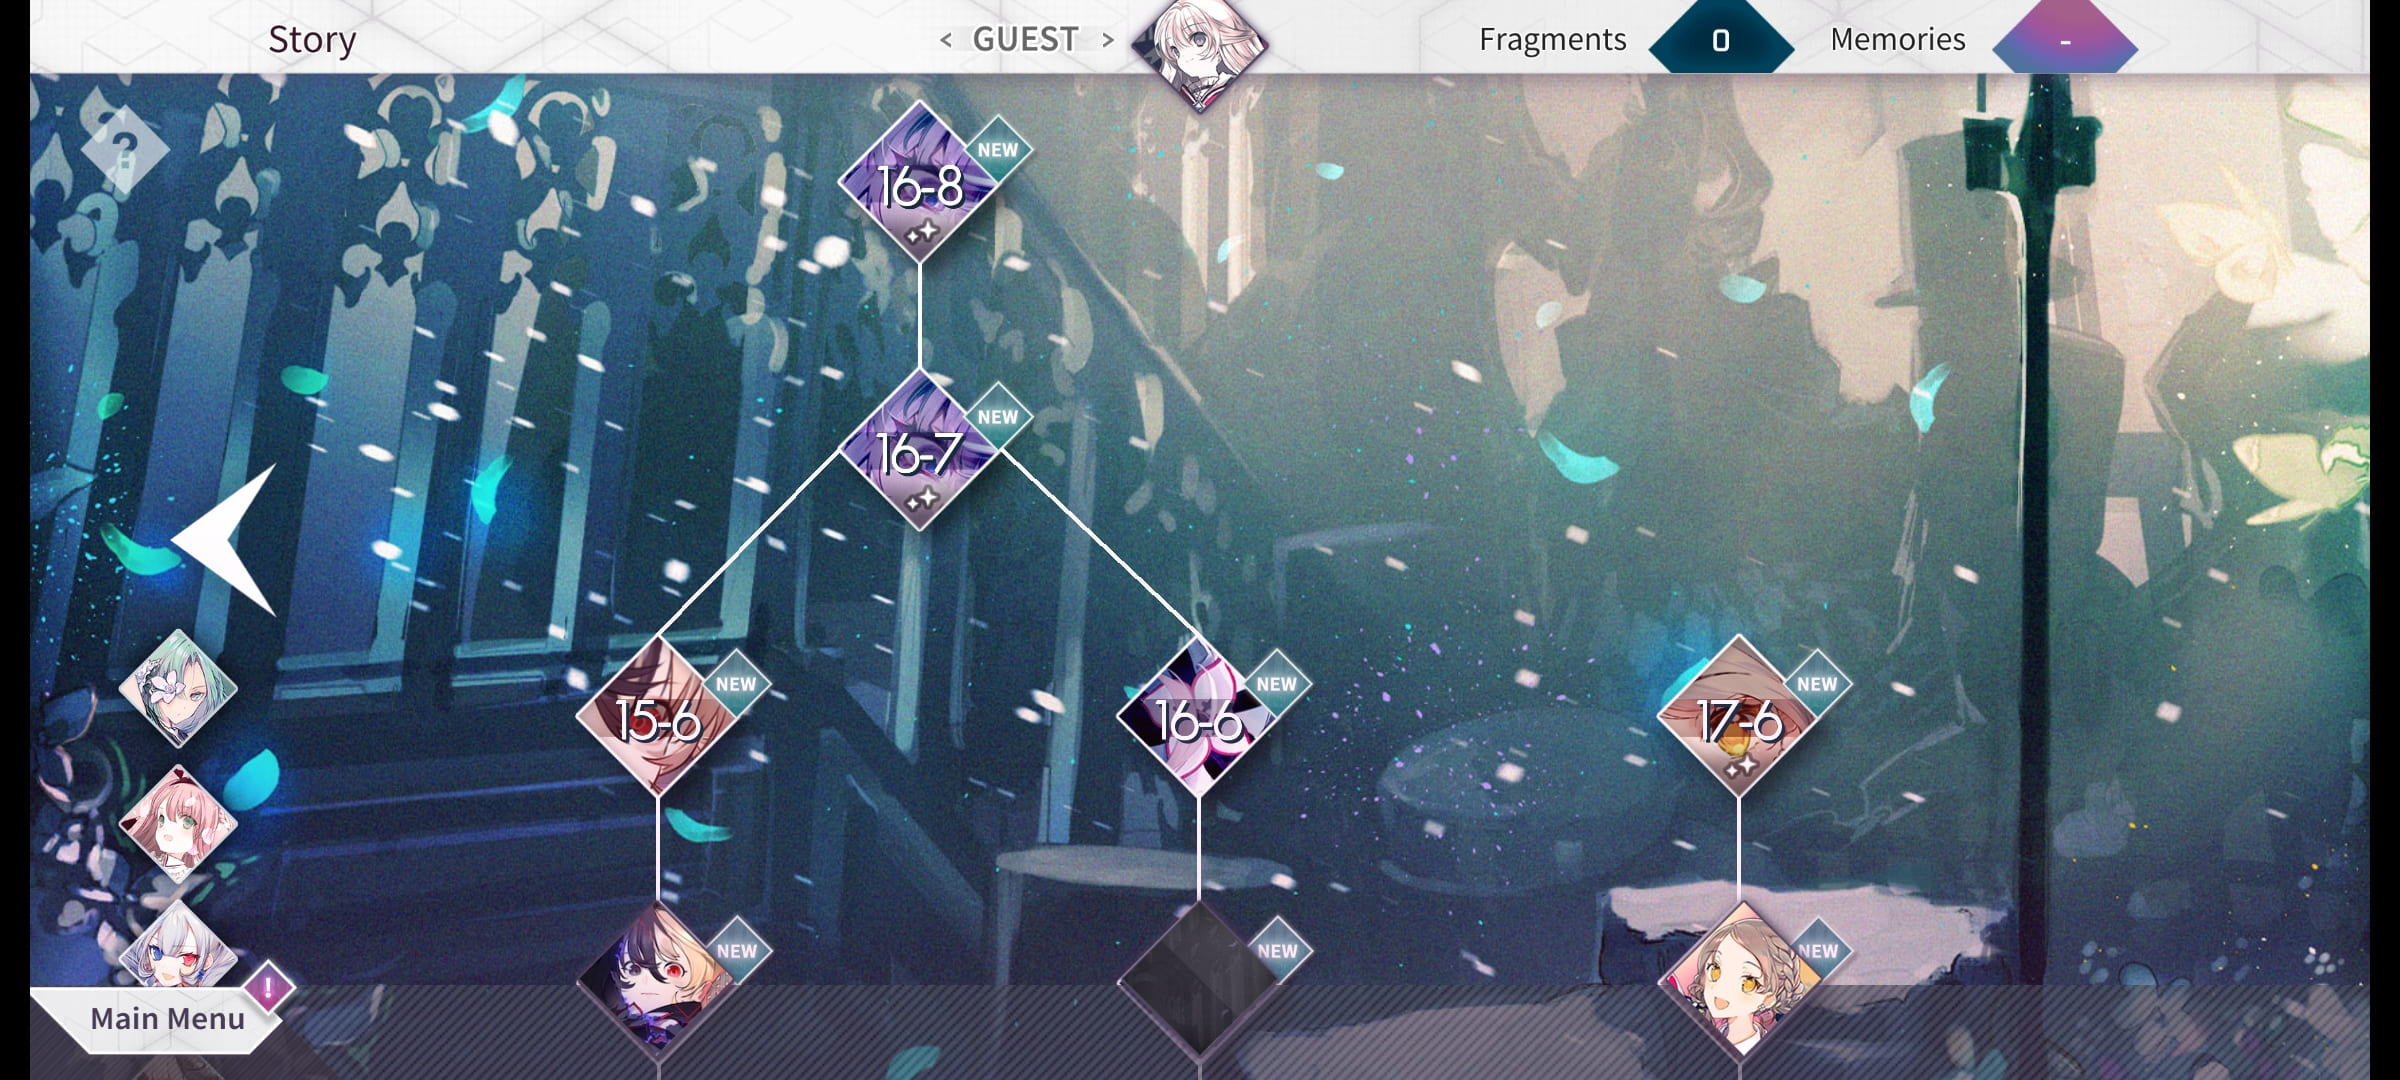 Story
< GUEST >
Fragments
0
Memories
-
?
16-8
NEW
16-7
NEW
15-6
NEW
16-6
NEW
17-6
NEW
NEW
NEW
NEW
!
Main Menu